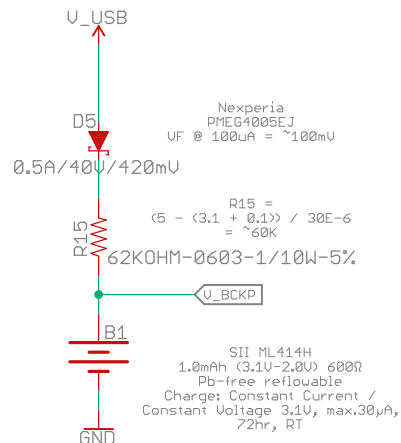 V_USB
Nexperia
PMEG4005EJ
VF @ 100uA = ~100mV
D5
0.5A/40V/420mV
R15 =
(5 - (3.1 + 0.1)) / 30E-6
= ~60K
R15
62KOHM-0603-1/10W-5%
V_BCKP
B1
SII ML414H
1.0mAh (3.1V-2.0V) 600Ω
Pb-free reflowable
Charge: Constant Current /
Constant Voltage 3.1V, max.30µA,
72hr, RT
GND